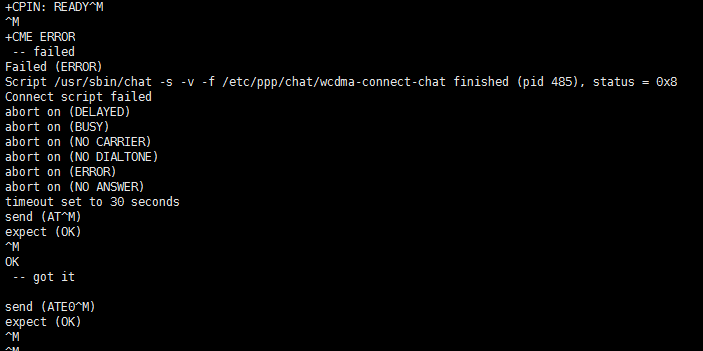 +CPIN: READY^M
^M
+CME ERROR
-- failed
Failed (ERROR)
Script /usr/sbin/chat -s -v -f /etc/ppp/chat/wcdma-connect-chat finished (pid 485), status = 0x8
Connect script failed
abort on (DELAYED)
abort on (BUSY)
abort on (NO CARRIER)
abort on (NO DIALTONE)
abort on (ERROR)
abort on (NO ANSWER)
timeout set to 30 seconds
send (AT^M)
expect (OK)
^M
OK
-- got it
send (ATE0^M)
expect (OK)
^M
^M